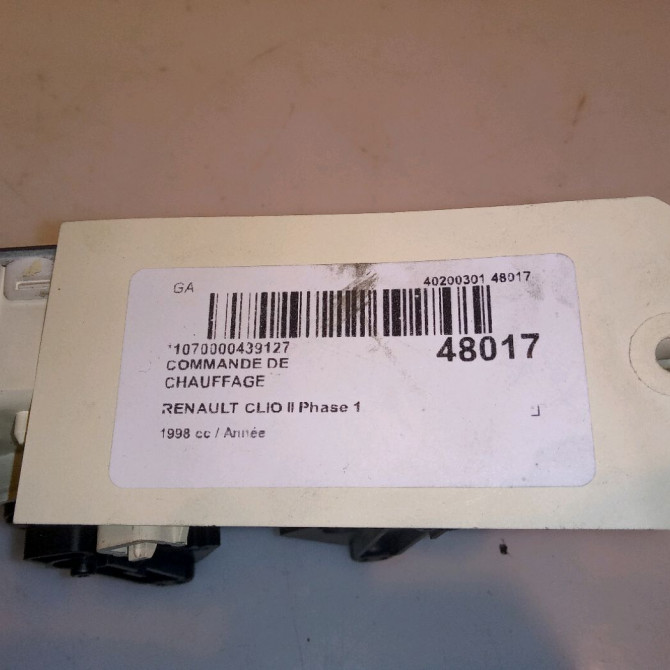 GA
40200301 48017
*1070000439127
48017
COMMANDE DE
CHAUFFAGE
RENAULT CLIO II Phase 1
1998 cc / Année